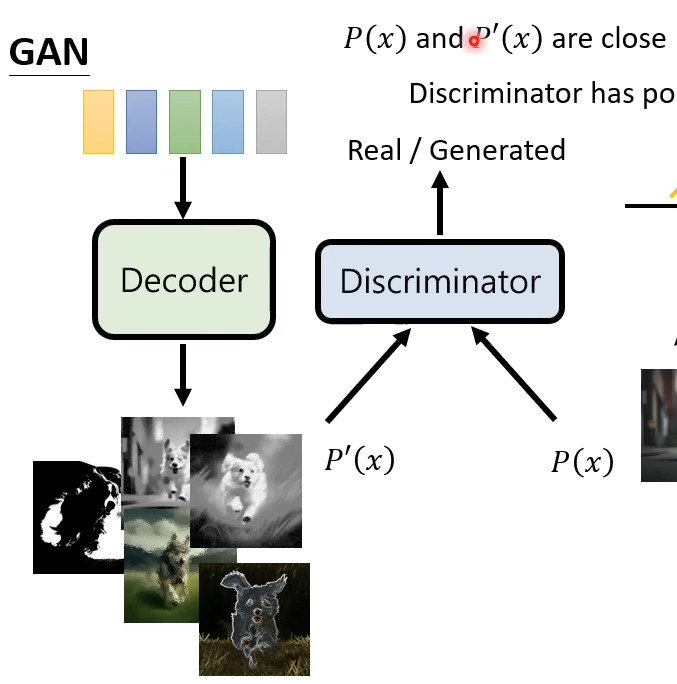 GAN
P(x) and P′(x) are close
Discriminator has po
Real / Generated
Decoder
Discriminator
P′(x)
P(x)